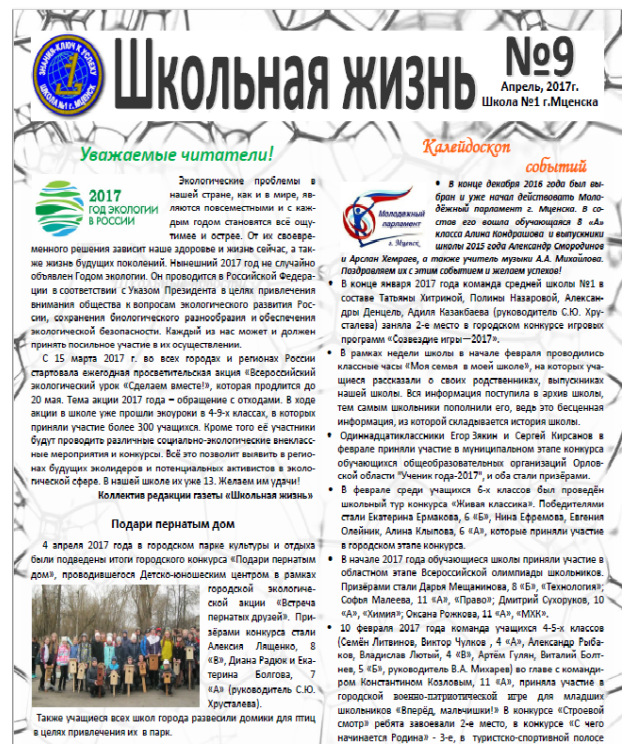 ЗНАНИЯ-КЛЮЧ К УСПЕХУ
ШКОЛА №1 г. МЦЕНСК
1
Школьная жизнь
№9
Апрель, 2017г.
Школа №1 г.Мценска
Уважаемые читатели!
2017
ГОД ЭКОЛОГИИ
В РОССИИ
Экологические проблемы в
нашей стране, как и в мире, яв-
ляются повсеместными и с каж-
дым годом становятся всё ощу-
тимее и острее. От их своевре-
менного решения зависит наше здоровье и жизнь сейчас, а так-
же жизнь будущих поколений. Нынешний 2017 год не случайно
объявлен Годом экологии. Он проводится в Российской Федера-
ции в соответствии с Указом Президента в целях привлечения
внимания общества к вопросам экологического развития Рос-
сии, сохранения биологического разнообразия и обеспечения
экологической безопасности. Каждый из нас может и должен
принять посильное участие в их осуществлении.
С 15 марта 2017 г. во всех городах и регионах России
стартовала ежегодная просветительская акция «Всероссийский
экологический урок «Сделаем вместе!», которая продлится до
20 мая. Тема акции 2017 года – обращение с отходами. В ходе
акции в школе уже прошли экоуроки в 4-9-х классах, в которых
приняли участие более 300 учащихся. Кроме того её участники
будут проводить различные социально-экологические внекласс-
ные мероприятия и конкурсы. Всё это позволит выявить в регио-
нах будущих эколидеров и потенциальных активистов в эколо-
гической сфере. В нашей школе их уже 13. Желаем им удачи!
Коллектив редакции газеты «Школьная жизнь»
Подари пернатым дом
4 апреля 2017 года в городском парке культуры и отдыха
были подведены итоги городского конкурса «Подари пернатым
дом», проводившегося Детско-юношеским центром в рамках
городской экологиче-
ской акции «Встреча
пернатых друзей». При-
зёрами конкурса стали
Алексия Лященко, 8
«В», Диана Радюк и Ека-
терина Болгова, 7
«А» (руководитель С.Ю.
Хрусталева).
Также учащиеся всех школ города развесили домики для птиц
в целях привлечения их в парк.
Калейдоскоп
событий
Молодежный
парламент
г. Мценск
• В конце декабря 2016 года был вы-
бран и уже начал действовать Моло-
дёжный парламент г. Мценска. В со-
став его вошла обучающаяся 8 «А»
класса Алина Кондрашова и выпускники
школы 2015 года Александр Смородинов
и Арслан Хемраев, а также учитель музыки А.А. Михайлова.
Поздравляем их с этим событием и желаем успехов!
• В конце января 2017 года команда средней школы №1 в
составе Татьяны Хитриной, Полины Назаровой, Алексан-
дры Денцель, Адиля Казакбаева (руководитель С.Ю. Хру-
сталева) заняла 2-е место в городском конкурсе игровых
программ «Созвездие игры—2017».
• В рамках недели школы в начале февраля проводились
классные часы «Моя семья в моей школе», на которых уча-
щиеся рассказали о своих родственниках, выпускниках
нашей школы. Вся информация поступила в архив школы,
тем самым школьники пополнили его, ведь это бесценная
информация, из которой складывается история школы.
• Одиннадцатиклассники Егор Зякин и Сергей Кирсанов в
феврале приняли участие в муниципальном этапе конкурса
обучающихся общеобразовательных организаций Орлов-
ской области "Ученик года-2017", и оба стали призёрами.
• В феврале среди учащихся 6-х классов был проведён
школьный тур конкурса «Живая классика». Победителями
стали Екатерина Ермакова, 6 «Б», Нина Ефремова, Евгения
Олейник, Алина Клыпова, 6 «А», которые приняли участие
в городском этапе конкурса.
• В начале 2017 года обучающиеся школы приняли участие в
областном этапе Всероссийской олимпиады школьников.
Призёрами стали Дарья Мещанинова, 8 «Б», «Технология»;
Софья Малеева, 11 «А», «Право»; Дмитрий Сухоруков, 10
«А», «Химия»; Оксана Рожкова, 11 «А», «МХК».
• 10 февраля 2017 года команда учащихся 4-5-х классов
(Семён Литвинов, Виктор Чулков , 4 «А», Александр Рыба-
ков, Владислав Лютый, 4 «В», Артём Гулян, Виталий Болт-
нев, 5 «Б», руководитель В.А. Михарев) во главе с команди-
ром Константином Козловым, 11 «А», приняла участие в
городской военно-патриотической игре для младших
школьников «Вперёд, мальчишки!» В конкурсе «Строевой
смотр» ребята завоевали 2-е место, в конкурсе «С чего
начинается Родина» - 3-е, в туристско-спортивной полосе